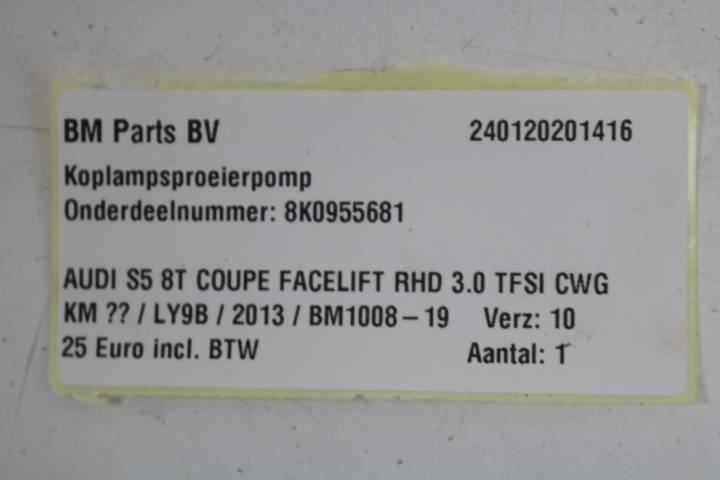 BM Parts BV 240120201416
Koplampsproeierpomp
Onderdeelnummer: 8K0955681
AUDI S5 8T COUPE FACELIFT RHD 3.0 TFSI CWG
KM ?? / LY9B / 2013 / BM1008-19 Verz: 10
25 Euro incl. BTW Aantal: 1